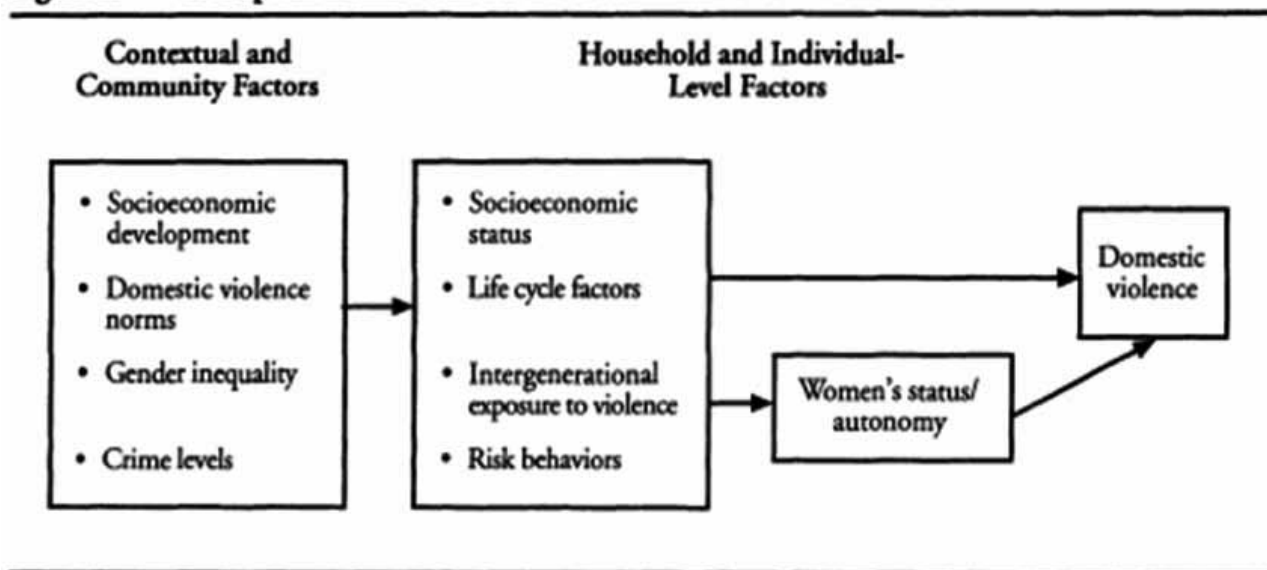 Contextual and
Community Factors
Household and Individual-
Level Factors
• Socioeconomic
development
• Domestic violence
norms
• Gender inequality
• Crime levels
• Socioeconomic
status
• Life cycle factors
• Intergenerational
exposure to violence
• Risk behaviors
Women's status/
autonomy
Domestic
violence